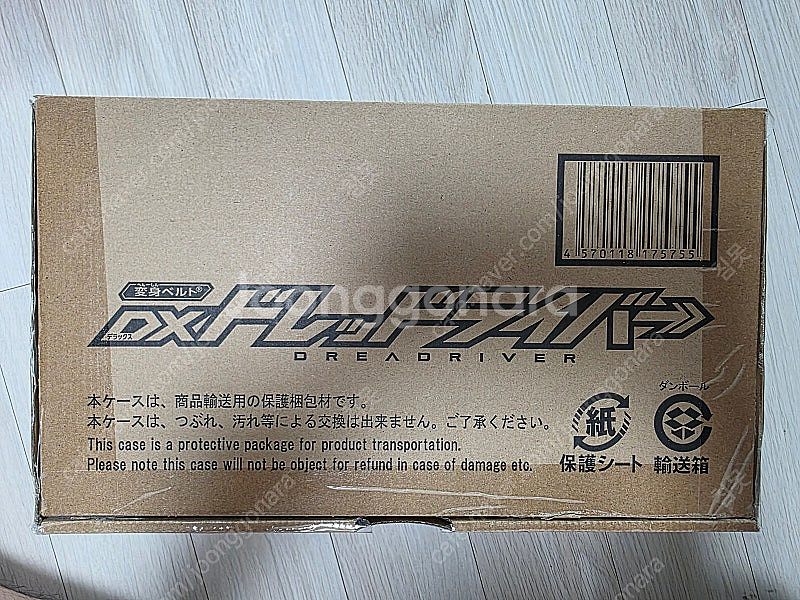 4 570118 175755
へんしん
変身ベルト®
DXドレッドライバー
デラックス
DREADRIVER
本ケースは、商品輸送用の保護梱包材です。
本ケースは、つぶれ、汚れ等による交換は出来ません。ご了承ください。
This case is a protective package for product transportation.
Please note this case will not be object for refund in case of damage etc.
紙
保護シート
ダンボール
輸送箱
joonggonara